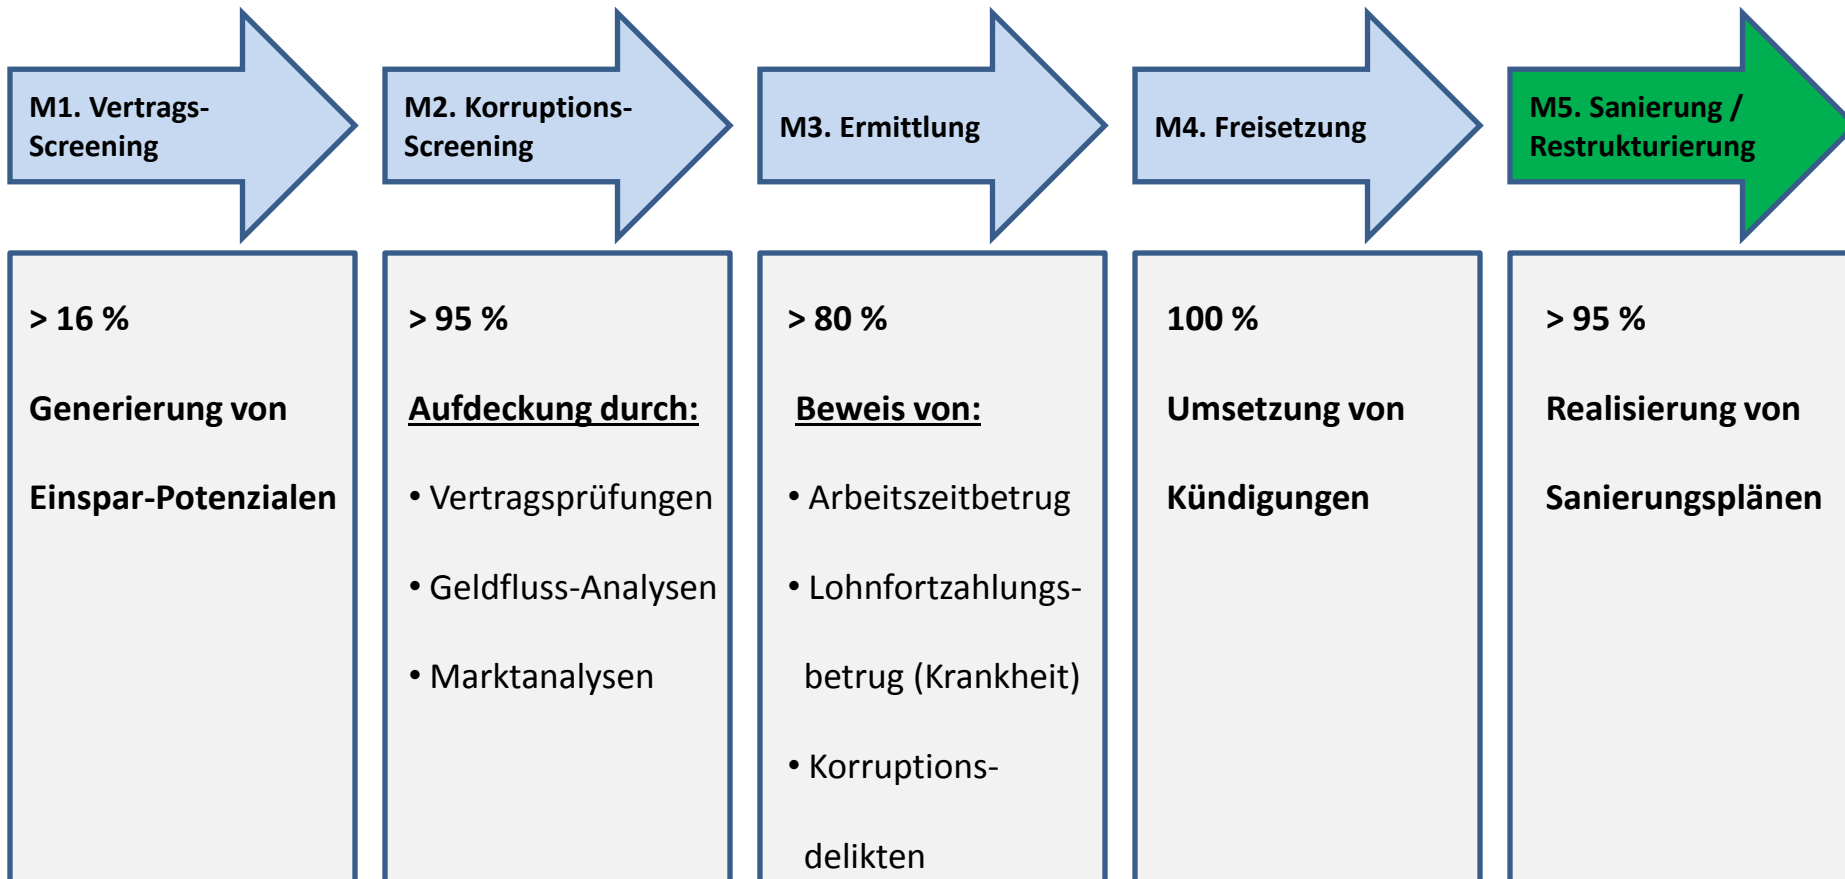 M1. Vertrags-
Screening
M2. Korruptions-
Screening
M3. Ermittlung
M4. Freisetzung
M5. Sanierung /
Restrukturierung
> 16 %
Generierung von
Einspar-Potenzialen
> 95 %
Aufdeckung durch:
• Vertragsprüfungen
• Geldfluss-Analysen
• Marktanalysen
> 80 %
Beweis von:
• Arbeitszeitbetrug
• Lohnfortzahlungs-
betrug (Krankheit)
• Korruptions-
delikten
100 %
Umsetzung von
Kündigungen
> 95 %
Realisierung von
Sanierungsplänen